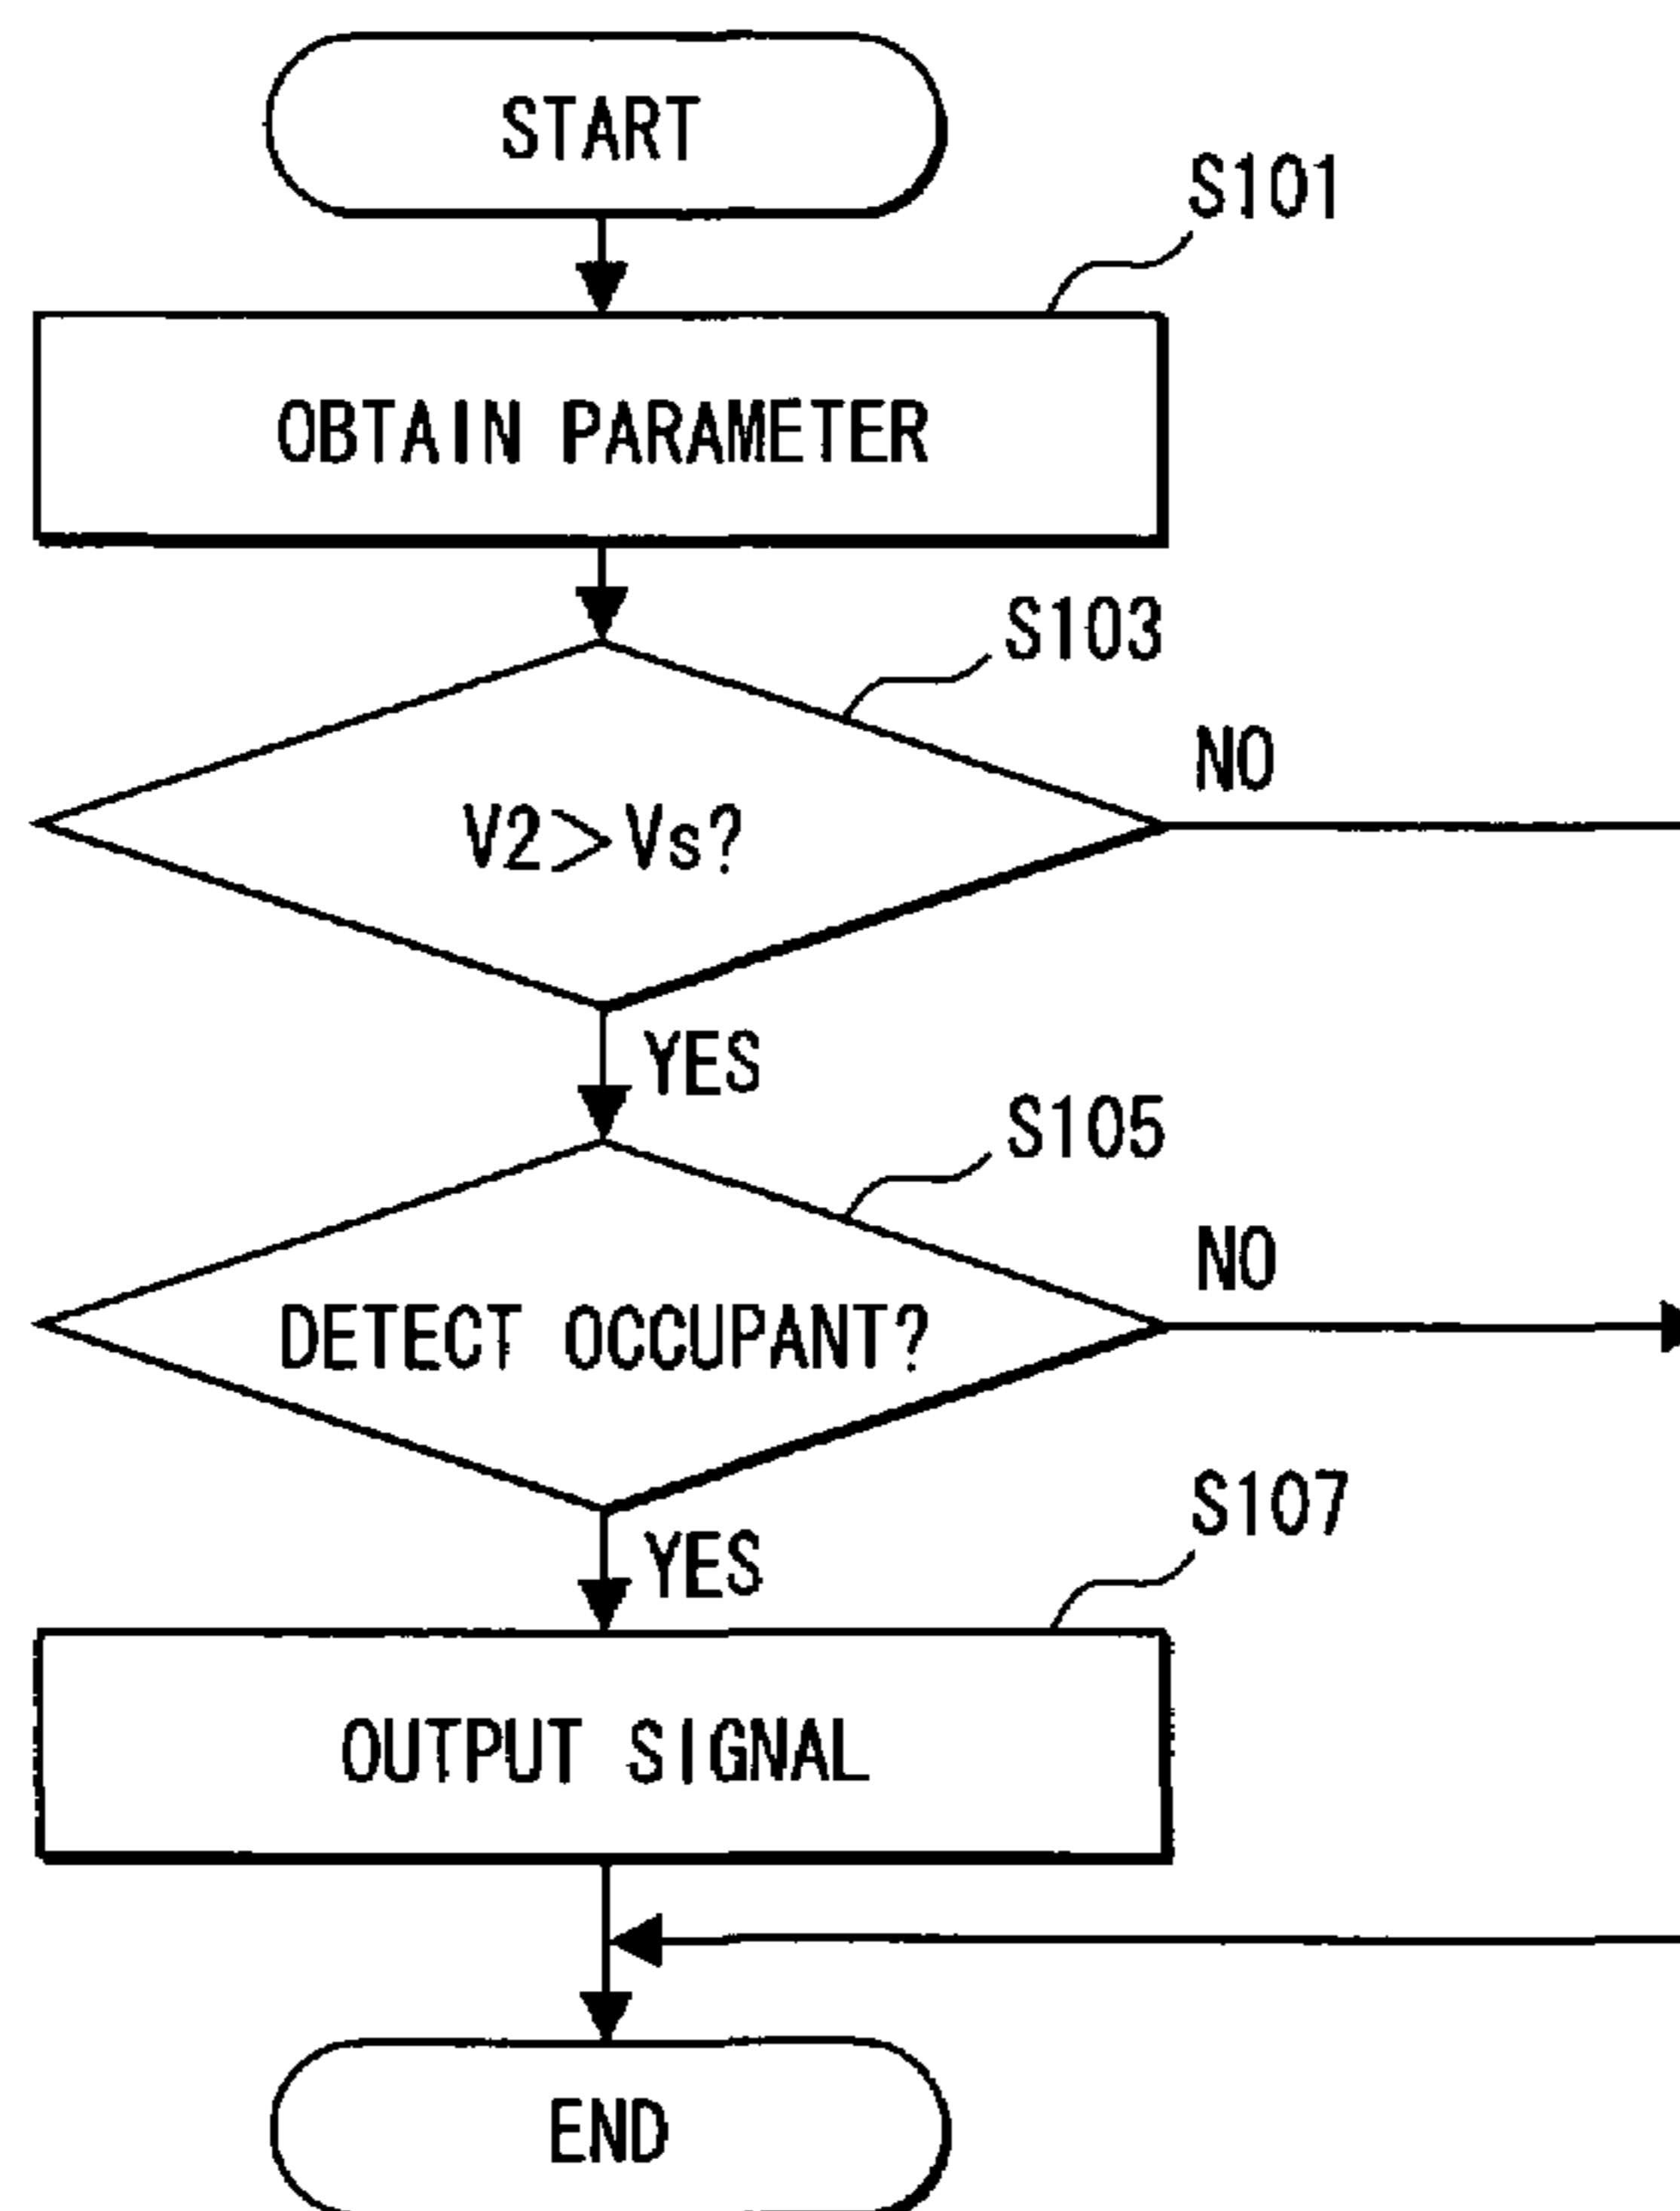 START
S101
OBTAIN PARAMETER
S103
NO
V2>Vs?
YES
S105
NO
DETECT OCCUPANT?
YES
S107
OUTPUT SIGNAL
END